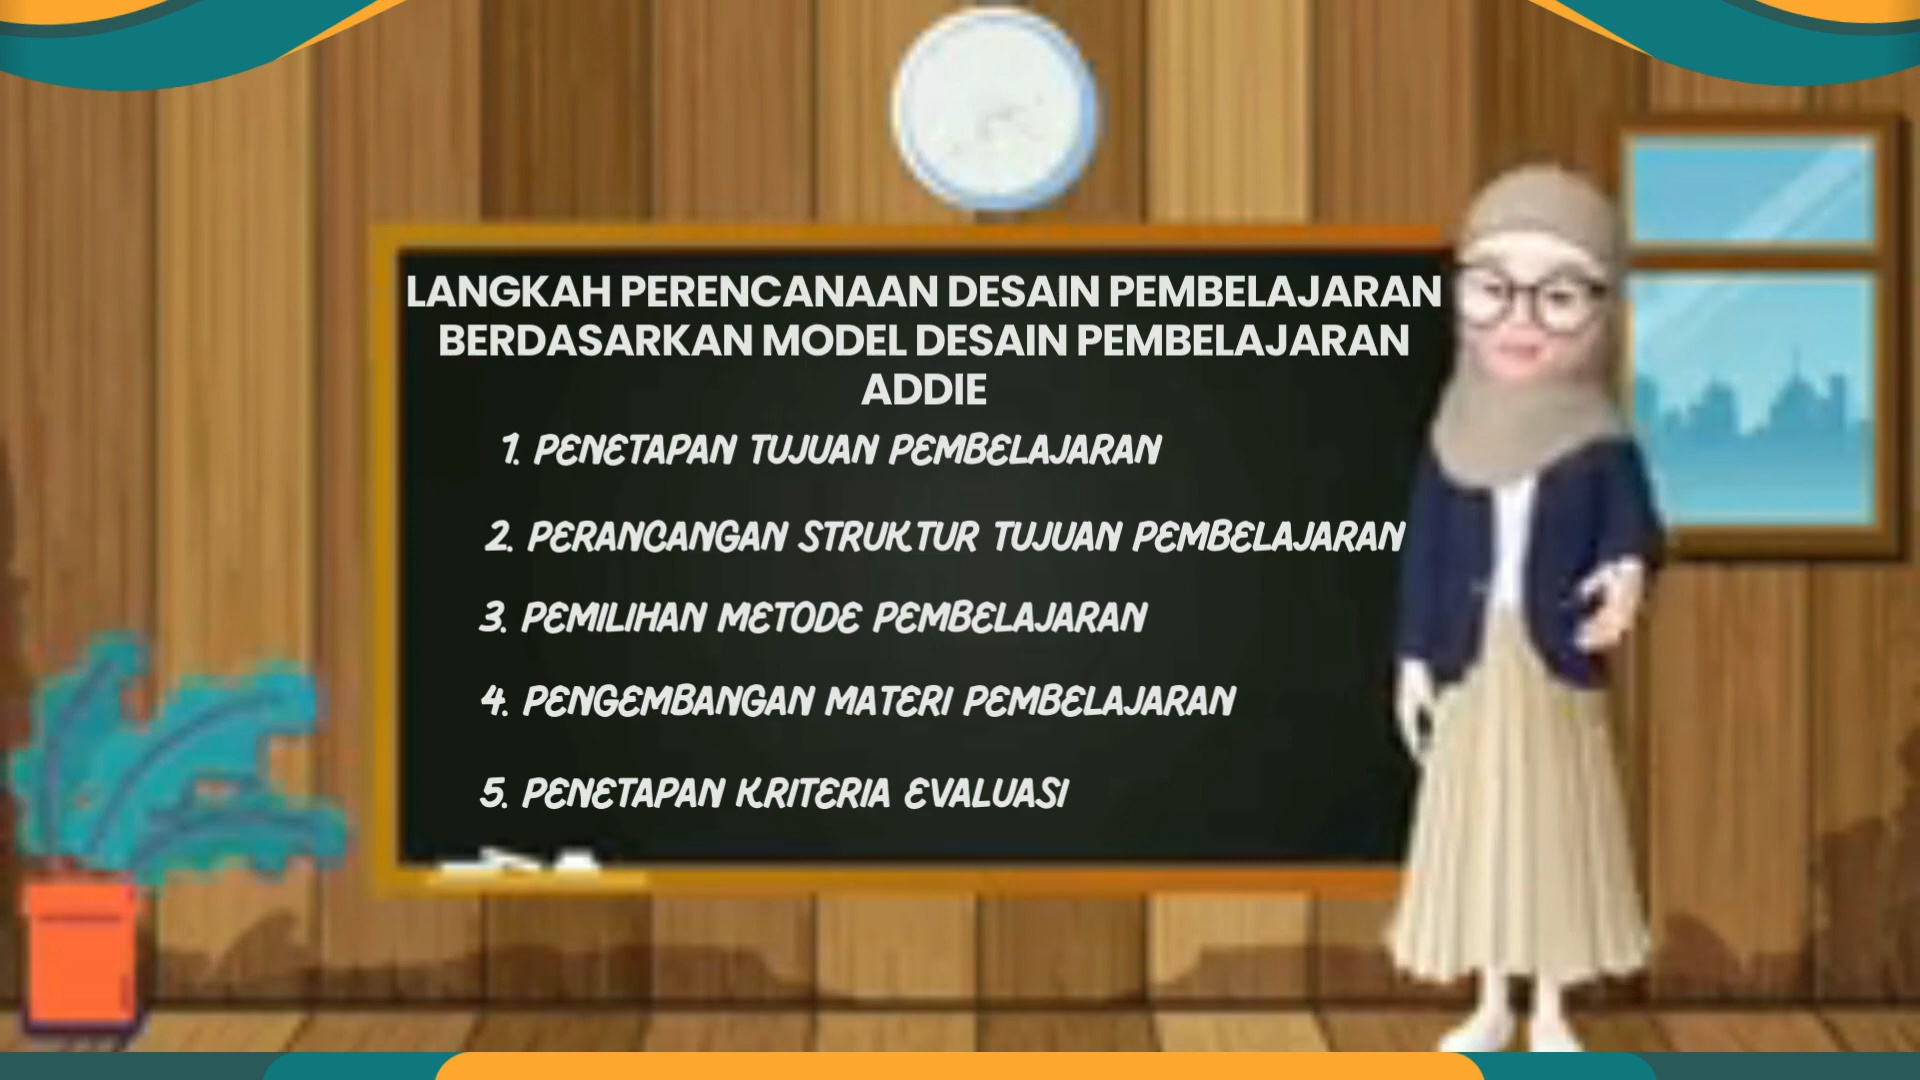 LANGKAH PERENCANAAN DESAIN PEMBELAJARAN
BERDASARKAN MODEL DESAIN PEMBELAJARAN
ADDIE
1. PENETAPAN TUJUAN PEMBELAJARAN
2. PERANCANGAN STRUKTUR TUJUAN PEMBELAJARAN
3. PEMILIHAN METODE PEMBELAJARAN
4. PENGEMBANGAN MATERI PEMBELAJARAN
5. PENETAPAN KRITERIA EVALUASI